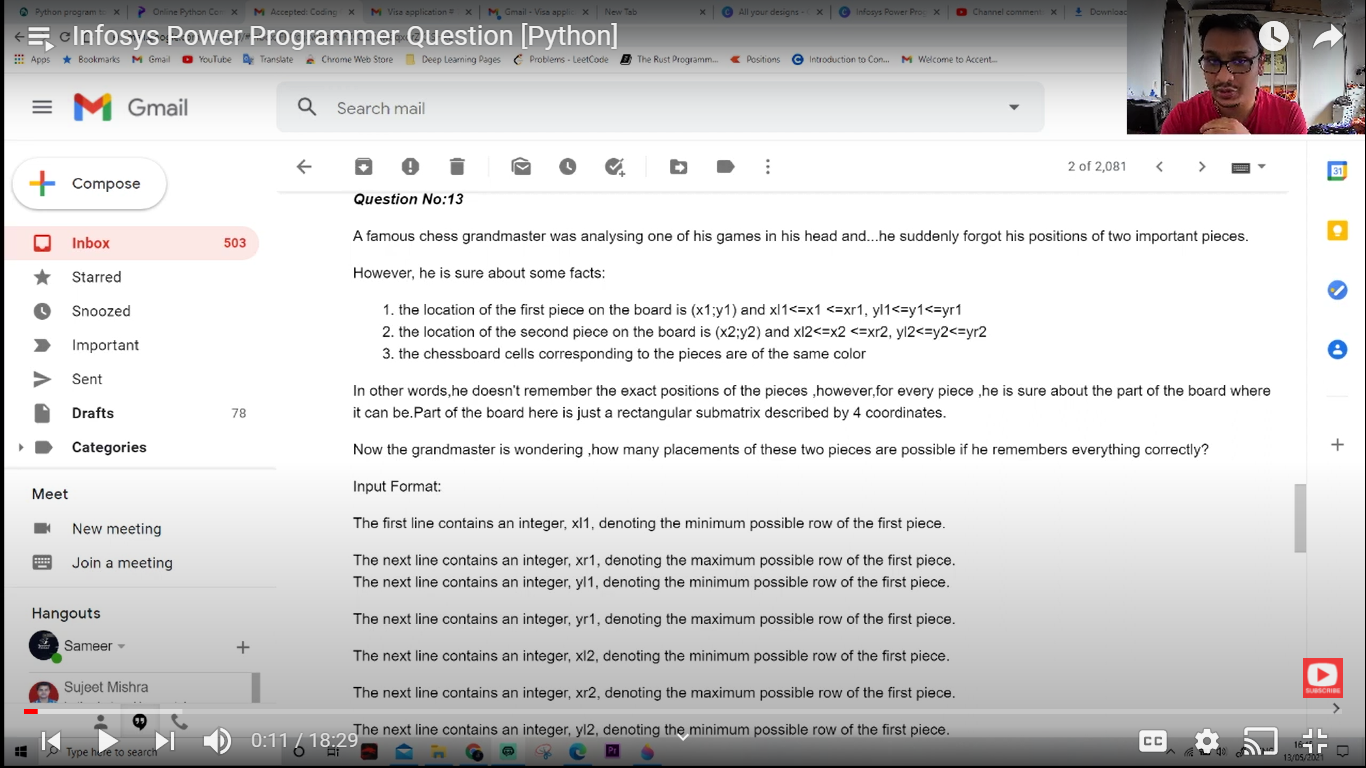 Python program t
Online Python Co
Accepted: Coding
Visa application
Gmail - Visa appli
New Tab
All your designs -
Infosys Power Pro
Channel comment
Download
Infosys Power Programmer Question [Python]
Apps Bookmarks Gmail YouTube Translate Chrome Web Store Deep Learning Pages Problems - LeetCode The Rust Programm... Positions Introduction to Con... Welcome to Accent...
Gmail
Search mail
Compose
2 of 2,081
31
Inbox 503
Starred
Snoozed
Important
Sent
Drafts 78
Categories
Meet
New meeting
Join a meeting
Hangouts
Sameer
Sujeet Mishra
Question No:13
A famous chess grandmaster was analysing one of his games in his head and...he suddenly forgot his positions of two important pieces.
However, he is sure about some facts:
1. the location of the first piece on the board is (x1;y1) and xl1<=x1 <=xr1, yl1<=y1<=yr1
2. the location of the second piece on the board is (x2;y2) and xl2<=x2 <=xr2, yl2<=y2<=yr2
3. the chessboard cells corresponding to the pieces are of the same color
In other words,he doesn't remember the exact positions of the pieces ,however,for every piece ,he is sure about the part of the board where
it can be.Part of the board here is just a rectangular submatrix described by 4 coordinates.
Now the grandmaster is wondering ,how many placements of these two pieces are possible if he remembers everything correctly?
Input Format:
The first line contains an integer, xl1, denoting the minimum possible row of the first piece.
The next line contains an integer, xr1, denoting the maximum possible row of the first piece.
The next line contains an integer, yl1, denoting the minimum possible row of the first piece.
The next line contains an integer, yr1, denoting the maximum possible row of the first piece.
The next line contains an integer, xl2, denoting the minimum possible row of the first piece.
The next line contains an integer, xr2, denoting the maximum possible row of the first piece.
The next line contains an integer, yl2, denoting the minimum possible row of the first piece.
SUBSCRIBE
0:11 / 18:29
CC
Type here to search
13/05/2021